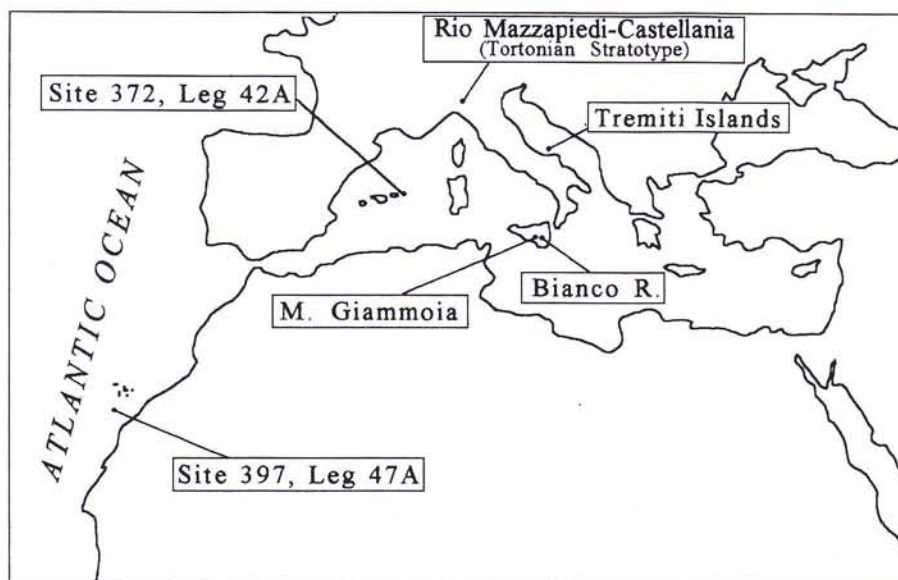 Rio Mazzapiedi-Castellania
(Tortonian Stratotype)
Site 372, Leg 42A
Tremiti Islands
ATLANTIC OCEAN
Bianco R.
M. Giammoia
Site 397, Leg 47A